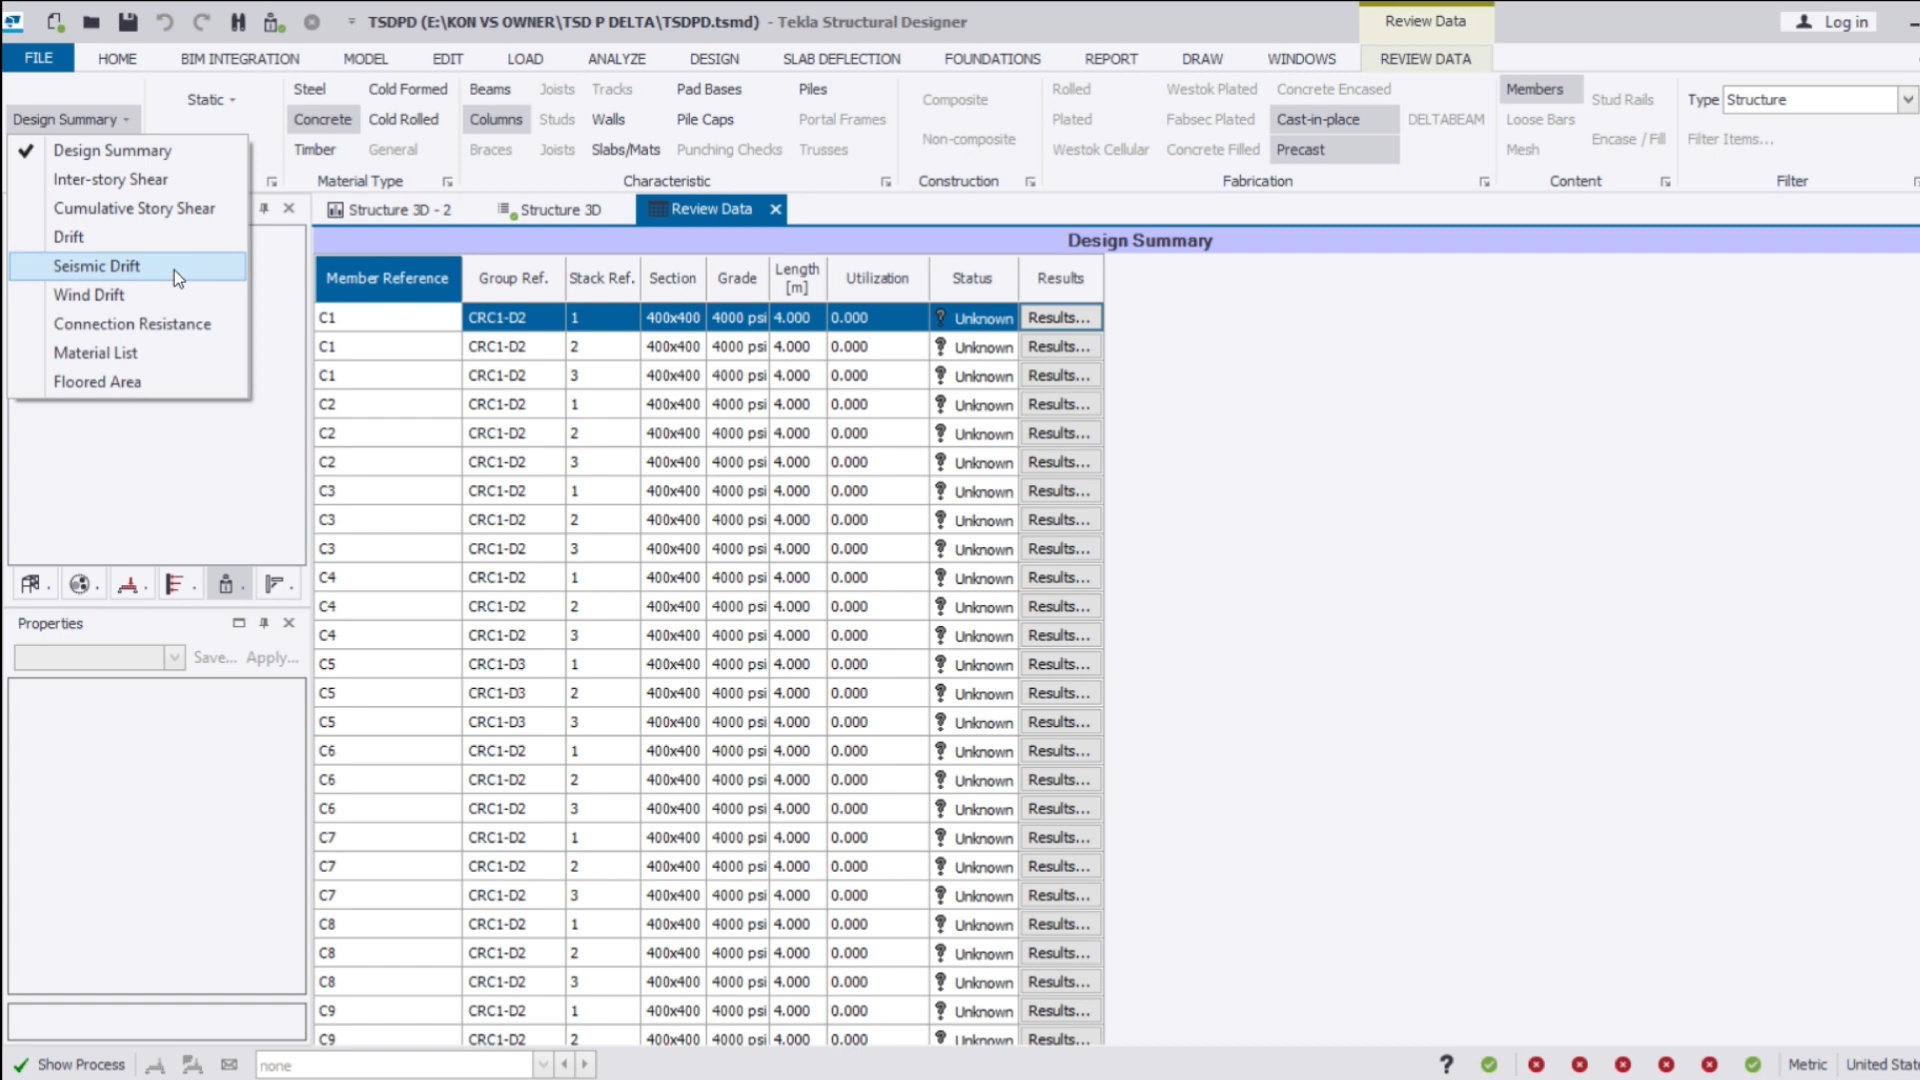 TSDPD (E:\KON VS OWNER\TSD P DELTA\TSDPD.tsmd) - Tekla Structural Designer
Review Data
Log in
FILE HOME BIM INTEGRATION MODEL EDIT LOAD ANALYZE DESIGN SLAB DEFLECTION FOUNDATIONS REPORT DRAW WINDOWS REVIEW DATA
Design Summary
Static
Steel Cold Formed
Concrete Cold Rolled
Timber General
Material Type
Beams Joists Tracks Pad Bases Piles
Columns Studs Walls Pile Caps Portal Frames
Braces Joists Slabs/Mats Punching Checks Trusses
Characteristic
Composite
Non-composite
Construction
Rolled Westok Plated Concrete Encased
Plated Fabsec Plated Cast-in-place DELTABEAM
Westok Cellular Concrete Filled Precast
Fabrication
Members Stud Rails
Loose Bars
Encase / Fill
Mesh
Content
Type Structure
Filter Items...
Filter
Design Summary
Inter-story Shear
Cumulative Story Shear
Drift
Seismic Drift
Wind Drift
Connection Resistance
Material List
Floored Area
Structure 3D - 2 Structure 3D Review Data
Design Summary
Member Reference Group Ref. Stack Ref. Section Grade Length [m] Utilization Status Results
C1 CRC1-D2 1 400x400 4000 psi 4.000 0.000 Unknown Results...
C1 CRC1-D2 2 400x400 4000 psi 4.000 0.000 Unknown Results...
C1 CRC1-D2 3 400x400 4000 psi 4.000 0.000 Unknown Results...
C2 CRC1-D2 1 400x400 4000 psi 4.000 0.000 Unknown Results...
C2 CRC1-D2 2 400x400 4000 psi 4.000 0.000 Unknown Results...
C2 CRC1-D2 3 400x400 4000 psi 4.000 0.000 Unknown Results...
C3 CRC1-D2 1 400x400 4000 psi 4.000 0.000 Unknown Results...
C3 CRC1-D2 2 400x400 4000 psi 4.000 0.000 Unknown Results...
C3 CRC1-D2 3 400x400 4000 psi 4.000 0.000 Unknown Results...
C4 CRC1-D2 1 400x400 4000 psi 4.000 0.000 Unknown Results...
C4 CRC1-D2 2 400x400 4000 psi 4.000 0.000 Unknown Results...
C4 CRC1-D2 3 400x400 4000 psi 4.000 0.000 Unknown Results...
C5 CRC1-D3 1 400x400 4000 psi 4.000 0.000 Unknown Results...
C5 CRC1-D3 2 400x400 4000 psi 4.000 0.000 Unknown Results...
C5 CRC1-D3 3 400x400 4000 psi 4.000 0.000 Unknown Results...
C6 CRC1-D2 1 400x400 4000 psi 4.000 0.000 Unknown Results...
C6 CRC1-D2 2 400x400 4000 psi 4.000 0.000 Unknown Results...
C6 CRC1-D2 3 400x400 4000 psi 4.000 0.000 Unknown Results...
C7 CRC1-D2 1 400x400 4000 psi 4.000 0.000 Unknown Results...
C7 CRC1-D2 2 400x400 4000 psi 4.000 0.000 Unknown Results...
C7 CRC1-D2 3 400x400 4000 psi 4.000 0.000 Unknown Results...
C8 CRC1-D2 1 400x400 4000 psi 4.000 0.000 Unknown Results...
C8 CRC1-D2 2 400x400 4000 psi 4.000 0.000 Unknown Results...
C8 CRC1-D2 3 400x400 4000 psi 4.000 0.000 Unknown Results...
C9 CRC1-D2 1 400x400 4000 psi 4.000 0.000 Unknown Results...
C9 CRC1-D2 2 400x400 4000 psi 4.000 0.000 Unknown Results...
Properties
Save... Apply...
Show Process none Metric United Stat